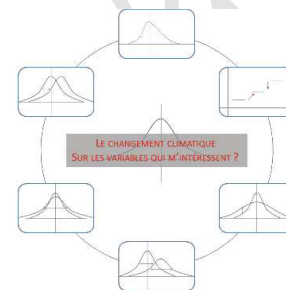 LE CHANGEMENT CLIMATIQUE
SUR LES VARIABLES QUI M'INTÉRESSENT ?